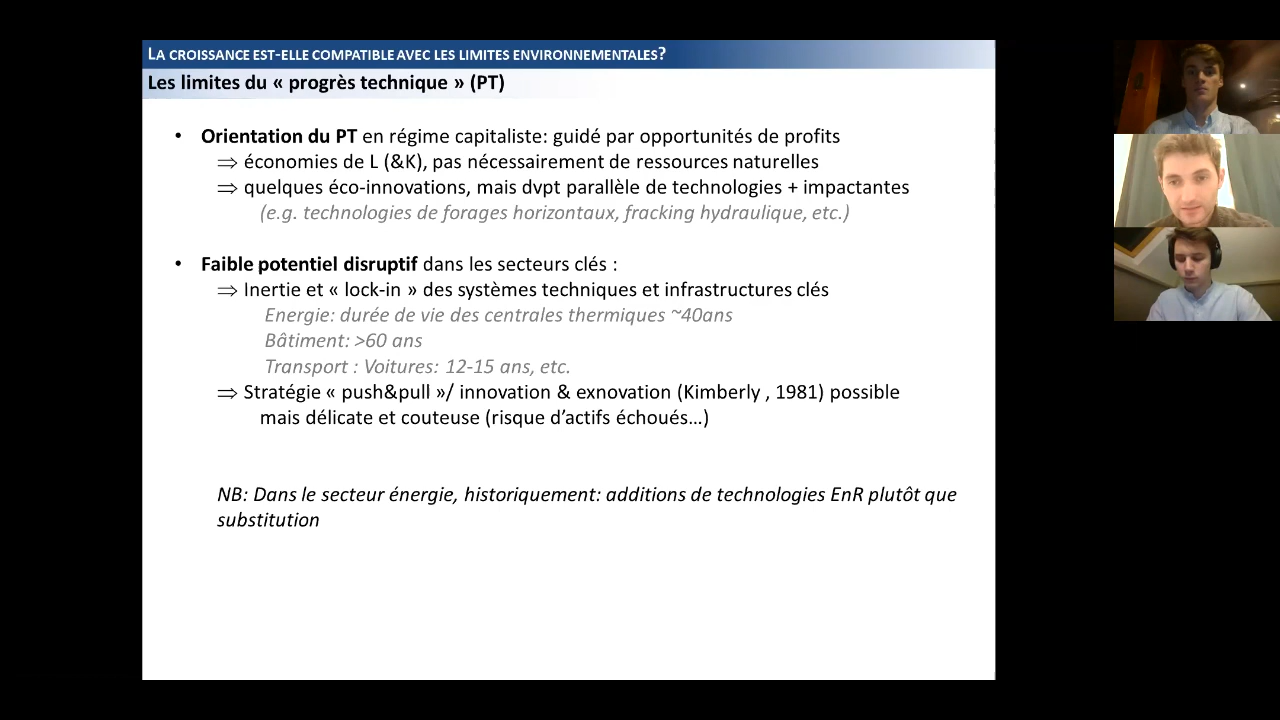 LA CROISSANCE EST-ELLE COMPATIBLE AVEC LES LIMITES ENVIRONNEMENTALES?
Les limites du « progrès technique » (PT)
• Orientation du PT en régime capitaliste: guidé par opportunités de profits
⇒ économies de L (&K), pas nécessairement de ressources naturelles
⇒ quelques éco-innovations, mais dvpt parallèle de technologies + impactantes
(e.g. technologies de forages horizontaux, fracking hydraulique, etc.)
• Faible potentiel disruptif dans les secteurs clés :
⇒ Inertie et « lock-in » des systèmes techniques et infrastructures clés
Energie: durée de vie des centrales thermiques ~40ans
Bâtiment: >60 ans
Transport : Voitures: 12-15 ans, etc.
⇒ Stratégie « push&pull »/ innovation & exnovation (Kimberly , 1981) possible
mais délicate et couteuse (risque d'actifs échoués…)
NB: Dans le secteur énergie, historiquement: additions de technologies EnR plutôt que
substitution